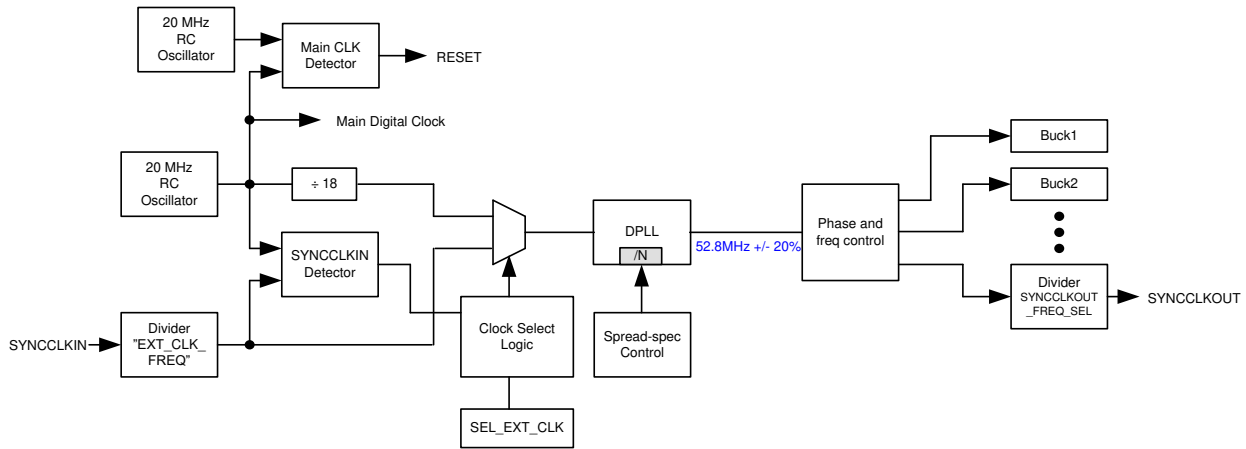 20 MHz
RC
Oscillator
Main CLK
Detector
RESET
Main Digital Clock
20 MHz
RC
Oscillator
÷ 18
SYNCCLKIN
Detector
SYNCCLKIN
Divider
"EXT_CLK_
FREQ"
Clock Select
Logic
SEL_EXT_CLK
DPLL
/N
Spread-spec
Control
52.8MHz +/- 20%
Phase and
freq control
Buck1
Buck2
Divider
SYNCCLKOUT
_FREQ_SEL
SYNCCLKOUT